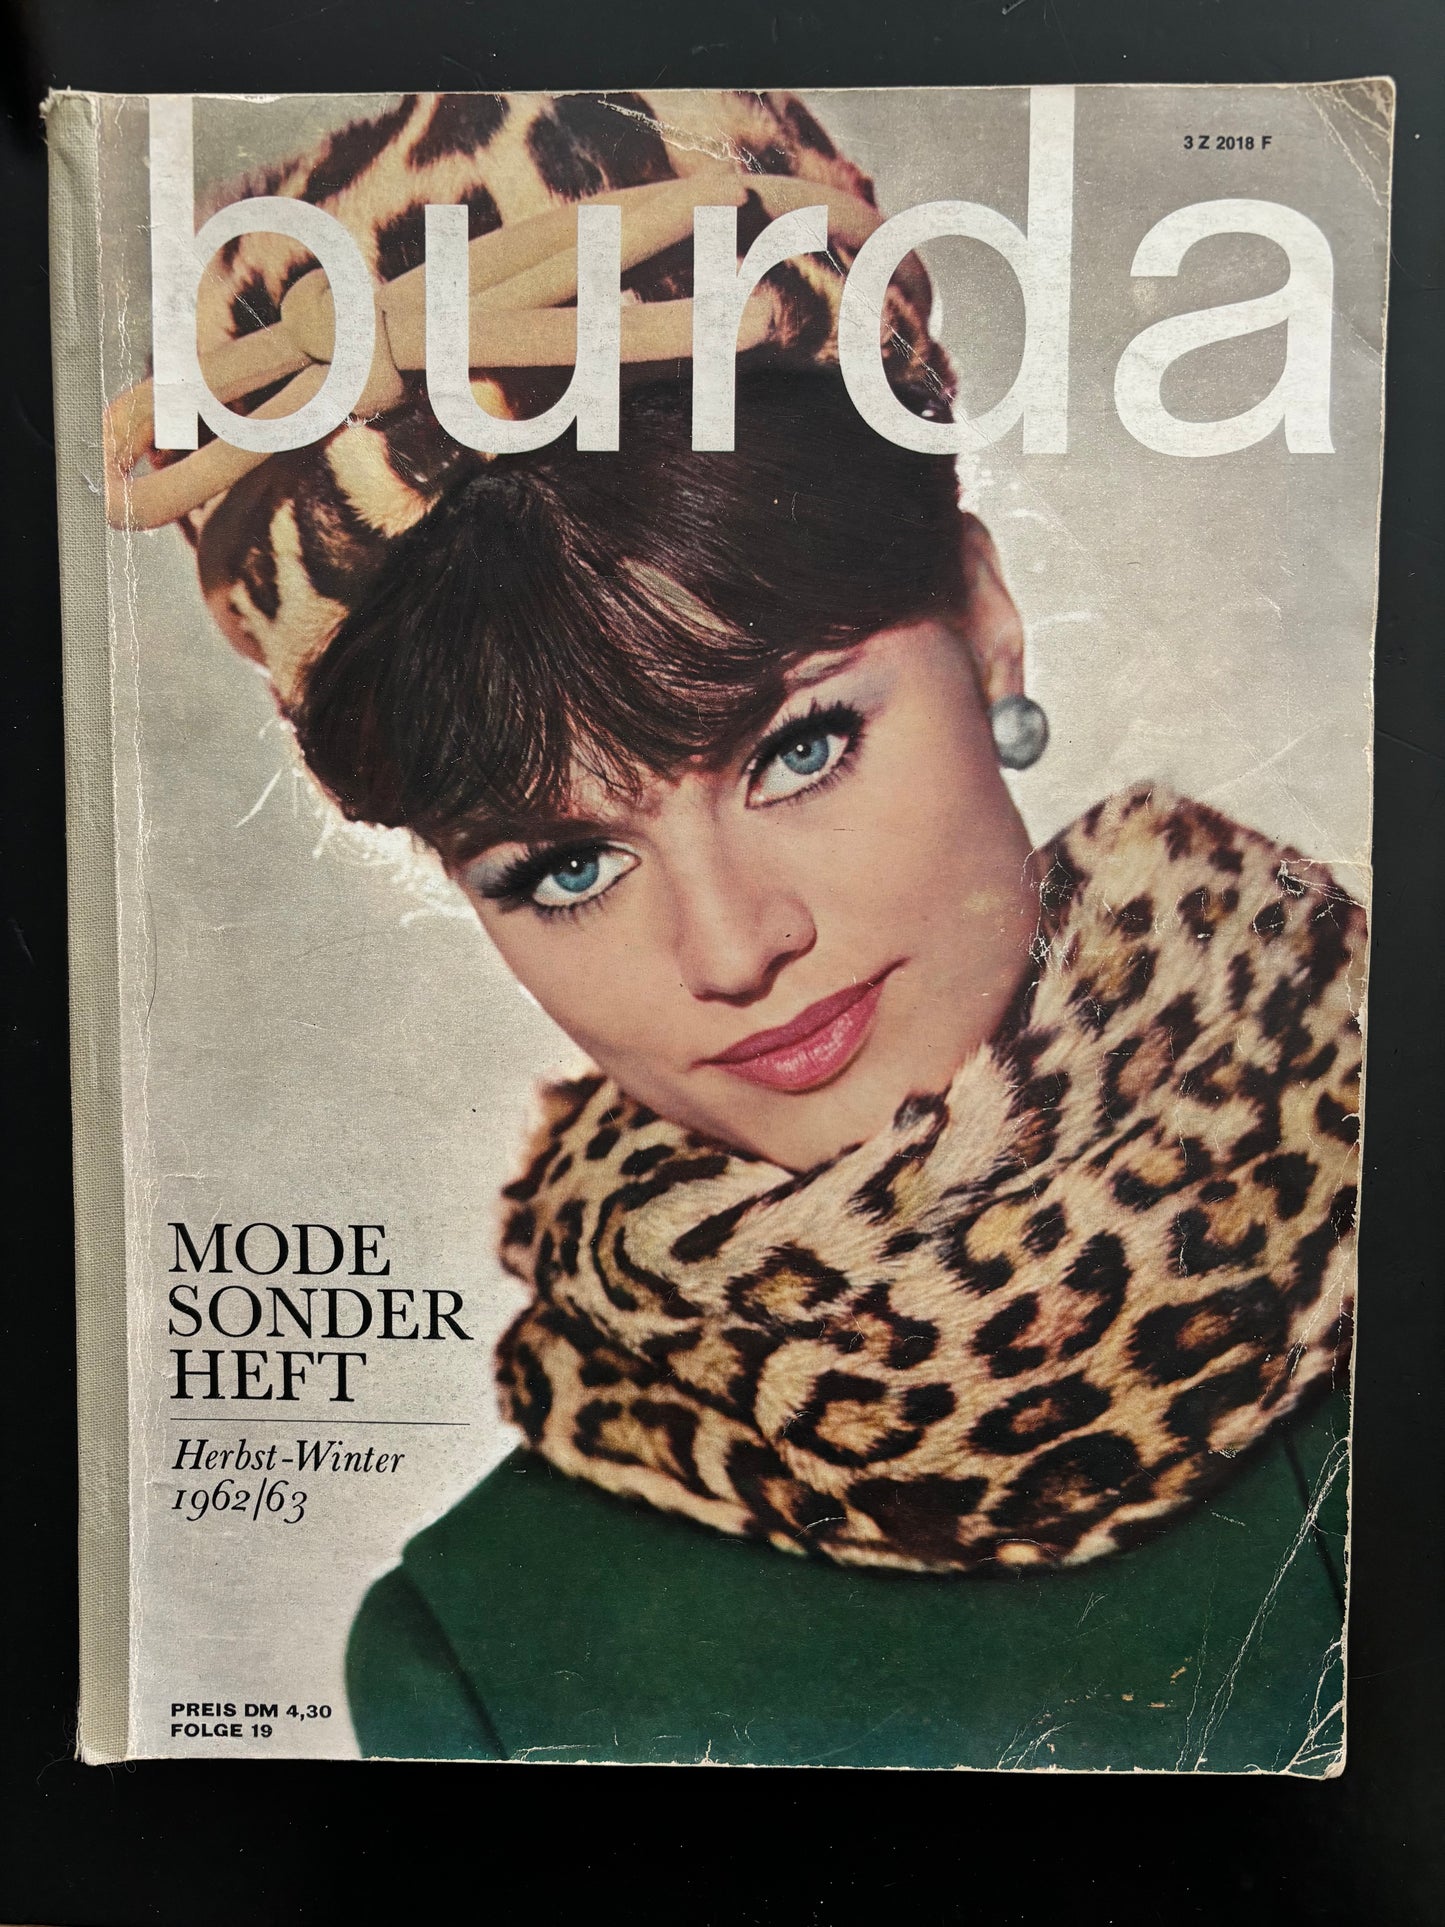 3 Z 2018 F
burda
MODE
SONDER
HEFT
Herbst-Winter
1962/63
PREIS DM 4,30
FOLGE 19